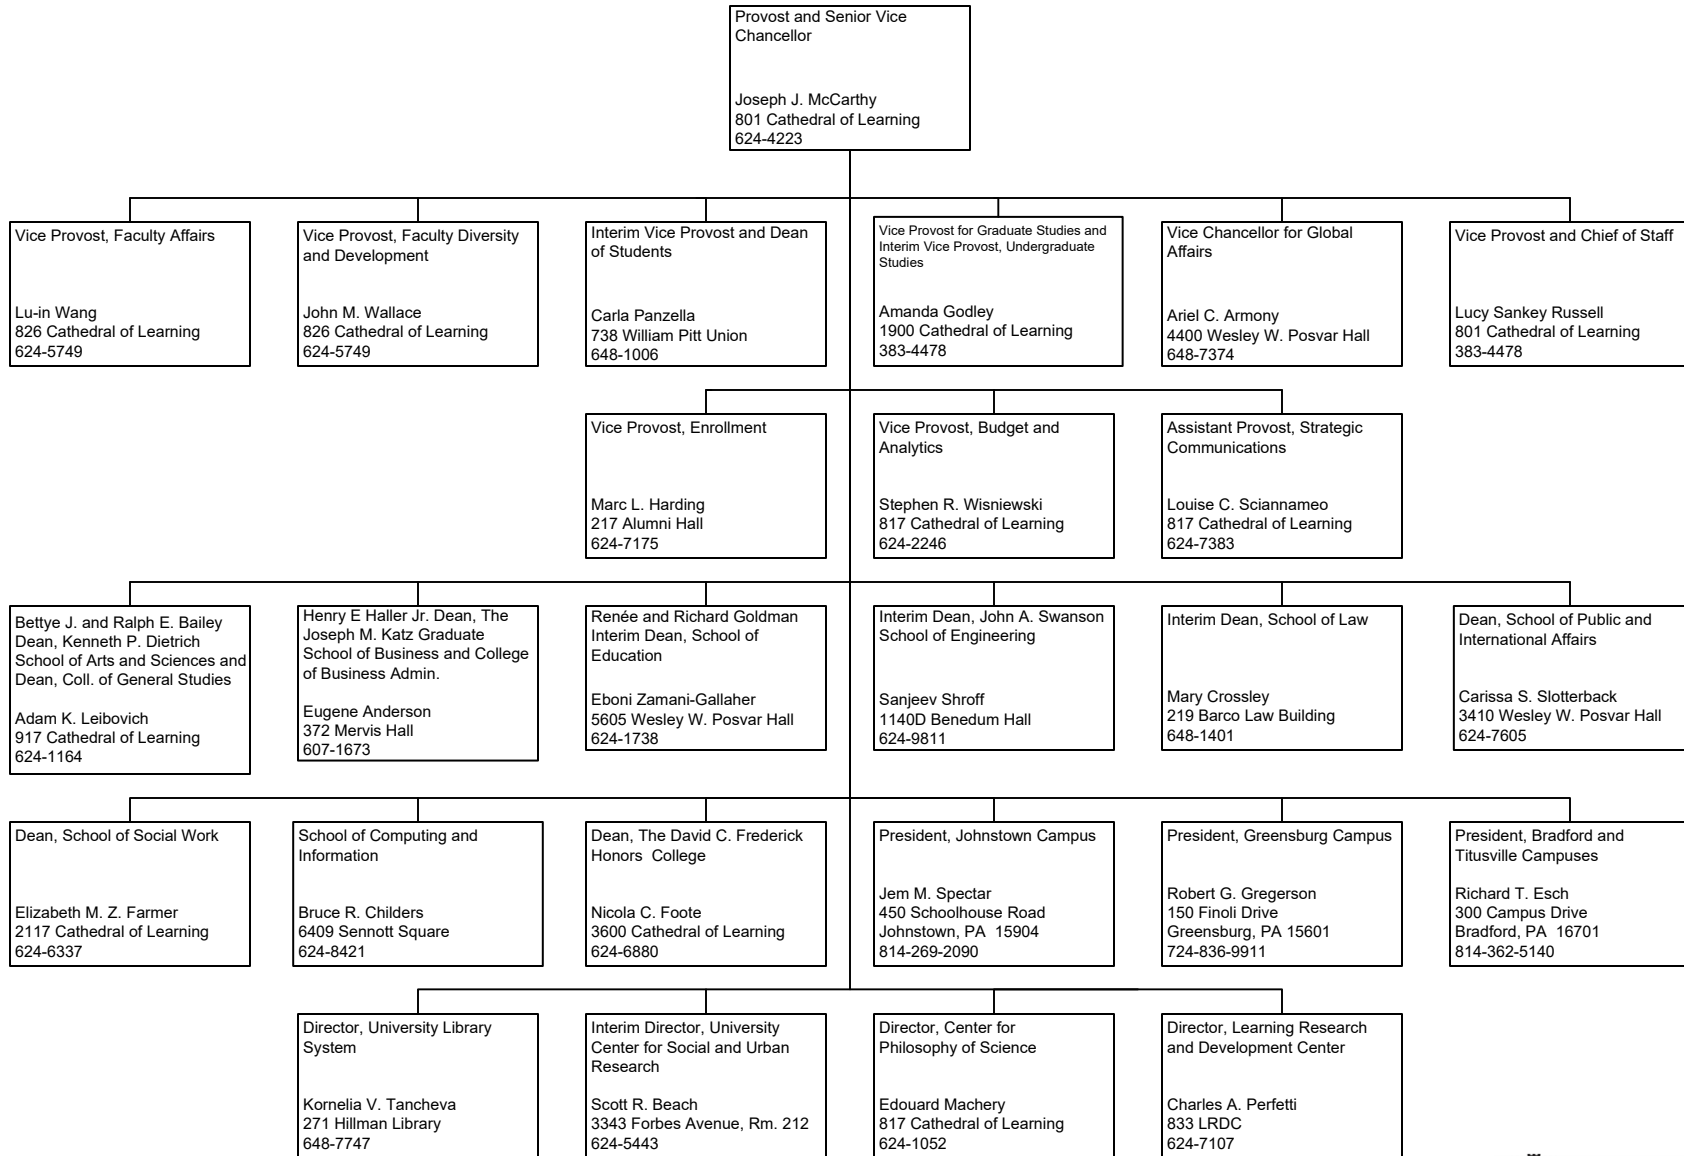 Provost and Senior Vice
Chancellor
Joseph J. McCarthy
801 Cathedral of Learning
624-4223
Vice Provost, Faculty Affairs
Lu-in Wang
826 Cathedral of Learning
624-5749
Vice Provost, Faculty Diversity
and Development
John M. Wallace
826 Cathedral of Learning
624-5749
Interim Vice Provost and Dean
of Students
Carla Panzella
738 William Pitt Union
648-1006
Vice Provost for Graduate Studies and
Interim Vice Provost, Undergraduate
Studies
Amanda Godley
1900 Cathedral of Learning
383-4478
Vice Chancellor for Global
Affairs
Ariel C. Armony
4400 Wesley W. Posvar Hall
648-7374
Vice Provost and Chief of Staff
Lucy Sankey Russell
801 Cathedral of Learning
383-4478
Vice Provost, Enrollment
Marc L. Harding
217 Alumni Hall
624-7175
Vice Provost, Budget and
Analytics
Stephen R. Wisniewski
817 Cathedral of Learning
624-2246
Assistant Provost, Strategic
Communications
Louise C. Sciannameo
817 Cathedral of Learning
624-7383
Bettye J. and Ralph E. Bailey
Dean, Kenneth P. Dietrich
School of Arts and Sciences and
Dean, Coll. of General Studies
Adam K. Leibovich
917 Cathedral of Learning
624-1164
Henry E Haller Jr. Dean, The
Joseph M. Katz Graduate
School of Business and College
of Business Admin.
Eugene Anderson
372 Mervis Hall
607-1673
Renée and Richard Goldman
Interim Dean, School of
Education
Eboni Zamani-Gallaher
5605 Wesley W. Posvar Hall
624-1738
Interim Dean, John A. Swanson
School of Engineering
Sanjeev Shroff
1140D Benedum Hall
624-9811
Interim Dean, School of Law
Mary Crossley
219 Barco Law Building
648-1401
Dean, School of Public and
International Affairs
Carissa S. Slotterback
3410 Wesley W. Posvar Hall
624-7605
Dean, School of Social Work
Elizabeth M. Z. Farmer
2117 Cathedral of Learning
624-6337
School of Computing and
Information
Bruce R. Childers
6409 Sennott Square
624-8421
Dean, The David C. Frederick
Honors  College
Nicola C. Foote
3600 Cathedral of Learning
624-6880
President, Johnstown Campus
Jem M. Spectar
450 Schoolhouse Road
Johnstown, PA  15904
814-269-2090
President, Greensburg Campus
Robert G. Gregerson
150 Finoli Drive
Greensburg, PA 15601
724-836-9911
President, Bradford and
Titusville Campuses
Richard T. Esch
300 Campus Drive
Bradford, PA  16701
814-362-5140
Director, University Library
System
Kornelia V. Tancheva
271 Hillman Library
648-7747
Interim Director, University
Center for Social and Urban
Research
Scott R. Beach
3343 Forbes Avenue, Rm. 212
624-5443
Director, Center for
Philosophy of Science
Edouard Machery
817 Cathedral of Learning
624-1052
Director, Learning Research
and Development Center
Charles A. Perfetti
833 LRDC
624-7107